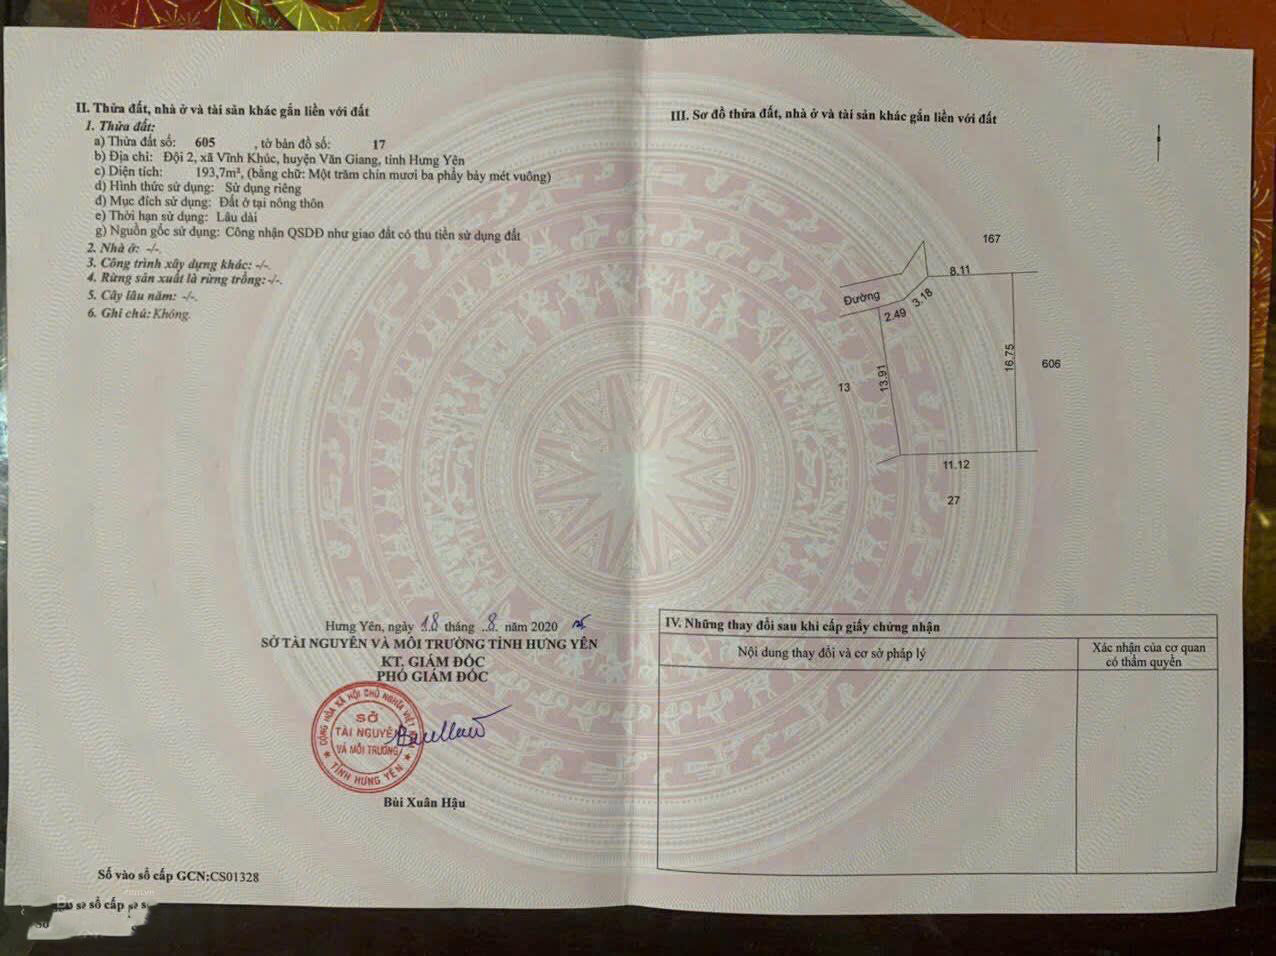 II. Thửa đất, nhà ở và tài sản khác gắn liền với đất
1. Thửa đất:
a) Thửa đất số: 605 , tờ bản đồ số: 17
b) Địa chỉ: Đội 2, xã Vĩnh Khúc, huyện Văn Giang, tỉnh Hưng Yên
c) Diện tích: 193,7m², (bằng chữ: Một trăm chín mươi ba phẩy bảy mét vuông)
d) Hình thức sử dụng: Sử dụng riêng
đ) Mục đích sử dụng: Đất ở tại nông thôn
e) Thời hạn sử dụng: Lâu dài
g) Nguồn gốc sử dụng: Công nhận QSDĐ như giao đất có thu tiền sử dụng đất
2. Nhà ở: -/-.
3. Công trình xây dựng khác: -/-.
4. Rừng sản xuất là rừng trồng: -/-.
5. Cây lâu năm: -/-.
6. Ghi chú: Không.
Hưng Yên, ngày 18 tháng 8 năm 2020
SỞ TÀI NGUYÊN VÀ MÔI TRƯỜNG TỈNH HƯNG YÊN
KT. GIÁM ĐỐC
PHÓ GIÁM ĐỐC
CỘNG HÒA XÃ HỘI CHỦ NGHĨA VIỆT
SỞ
TÀI NGUYÊN
VÀ MÔI TRƯỜNG
TỈNH HƯNG YÊN
Bùi Xuân Hậu
Số vào sổ cấp GCN:CS01328
sổ cấp
III. Sơ đồ thửa đất, nhà ở và tài sản khác gắn liền với đất
167
8.11
Đường
3.18
2.49
13.91
16.75
13
606
11.12
27
IV. Những thay đổi sau khi cấp giấy chứng nhận
Nội dung thay đổi và cơ sở pháp lý
Xác nhận của cơ quan
có thẩm quyền